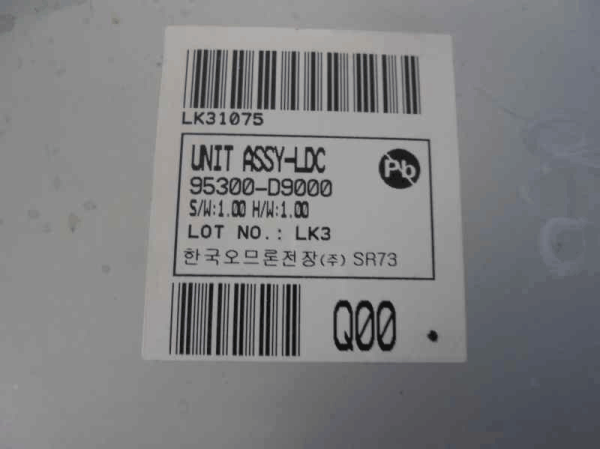 LK31075
UNIT ASSY-LDC
95300-D9000
S/W:1.00 H/W:1.00
LOT NO.: LK3
한국오므론전장(주) SR73
Pb
Q00